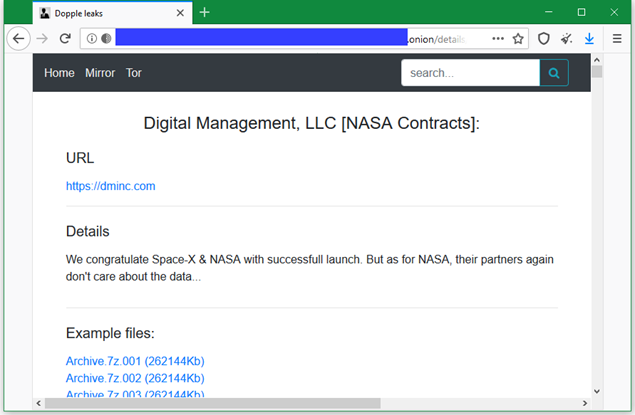 Dopple leaks
.onion/details
Home Mirror Tor search...
Digital Management, LLC [NASA Contracts]:
URL
https://dminc.com
Details
We congratulate Space-X & NASA with successfull launch. But as for NASA, their partners again
don't care about the data...
Example files:
Archive.7z.001 (262144Kb)
Archive.7z.002 (262144Kb)
Archive.7z.003 (262144Kb)